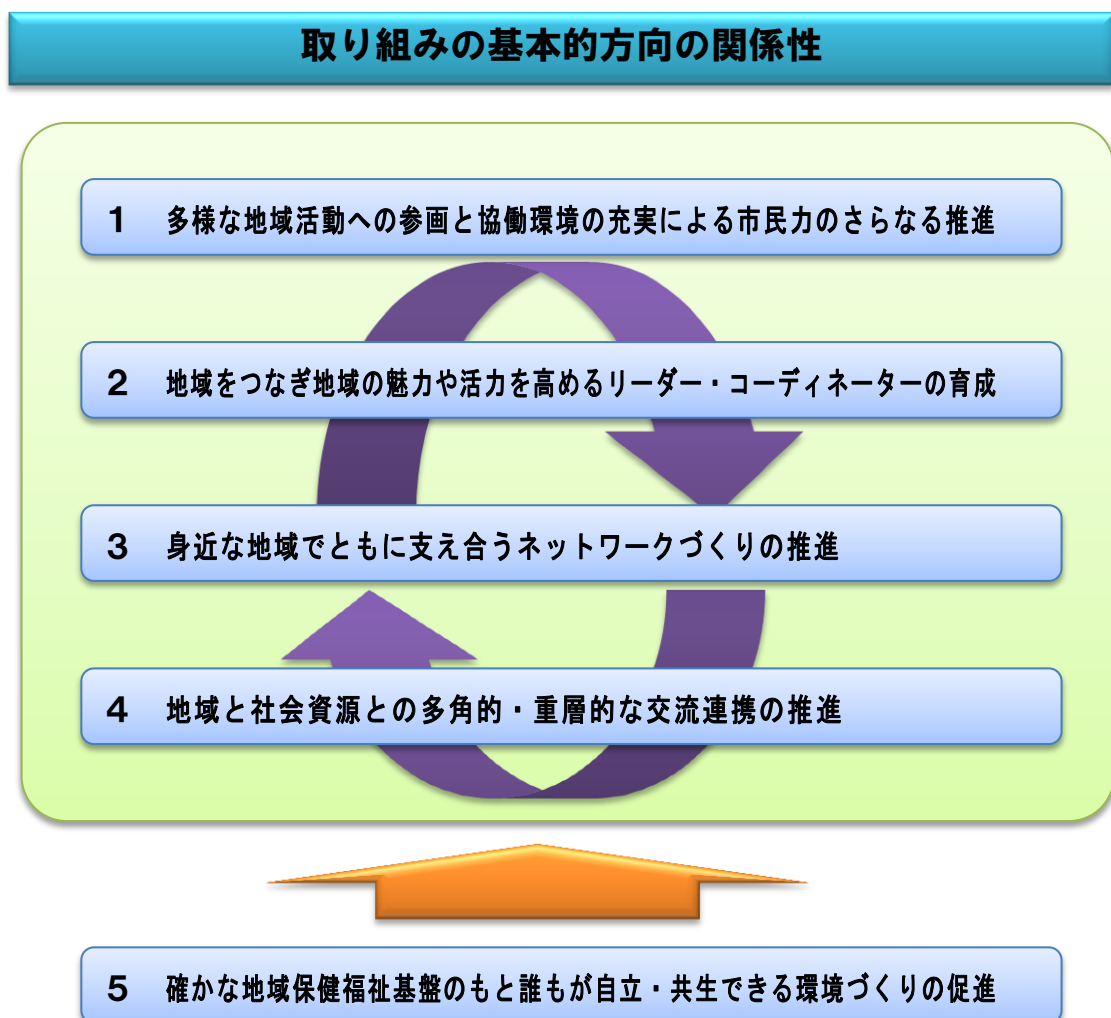 取り組みの基本的方向の関係性
1 多様な地域活動への参画と協働環境の充実による市民力のさらなる推進
2 地域をつなぎ地域の魅力や活力を高めるリーダー・コーディネーターの育成
3 身近な地域でともに支え合うネットワークづくりの推進
4 地域と社会資源との多角的・重層的な交流連携の推進
5 確かな地域保健福祉基盤のもと誰もが自立・共生できる環境づくりの促進